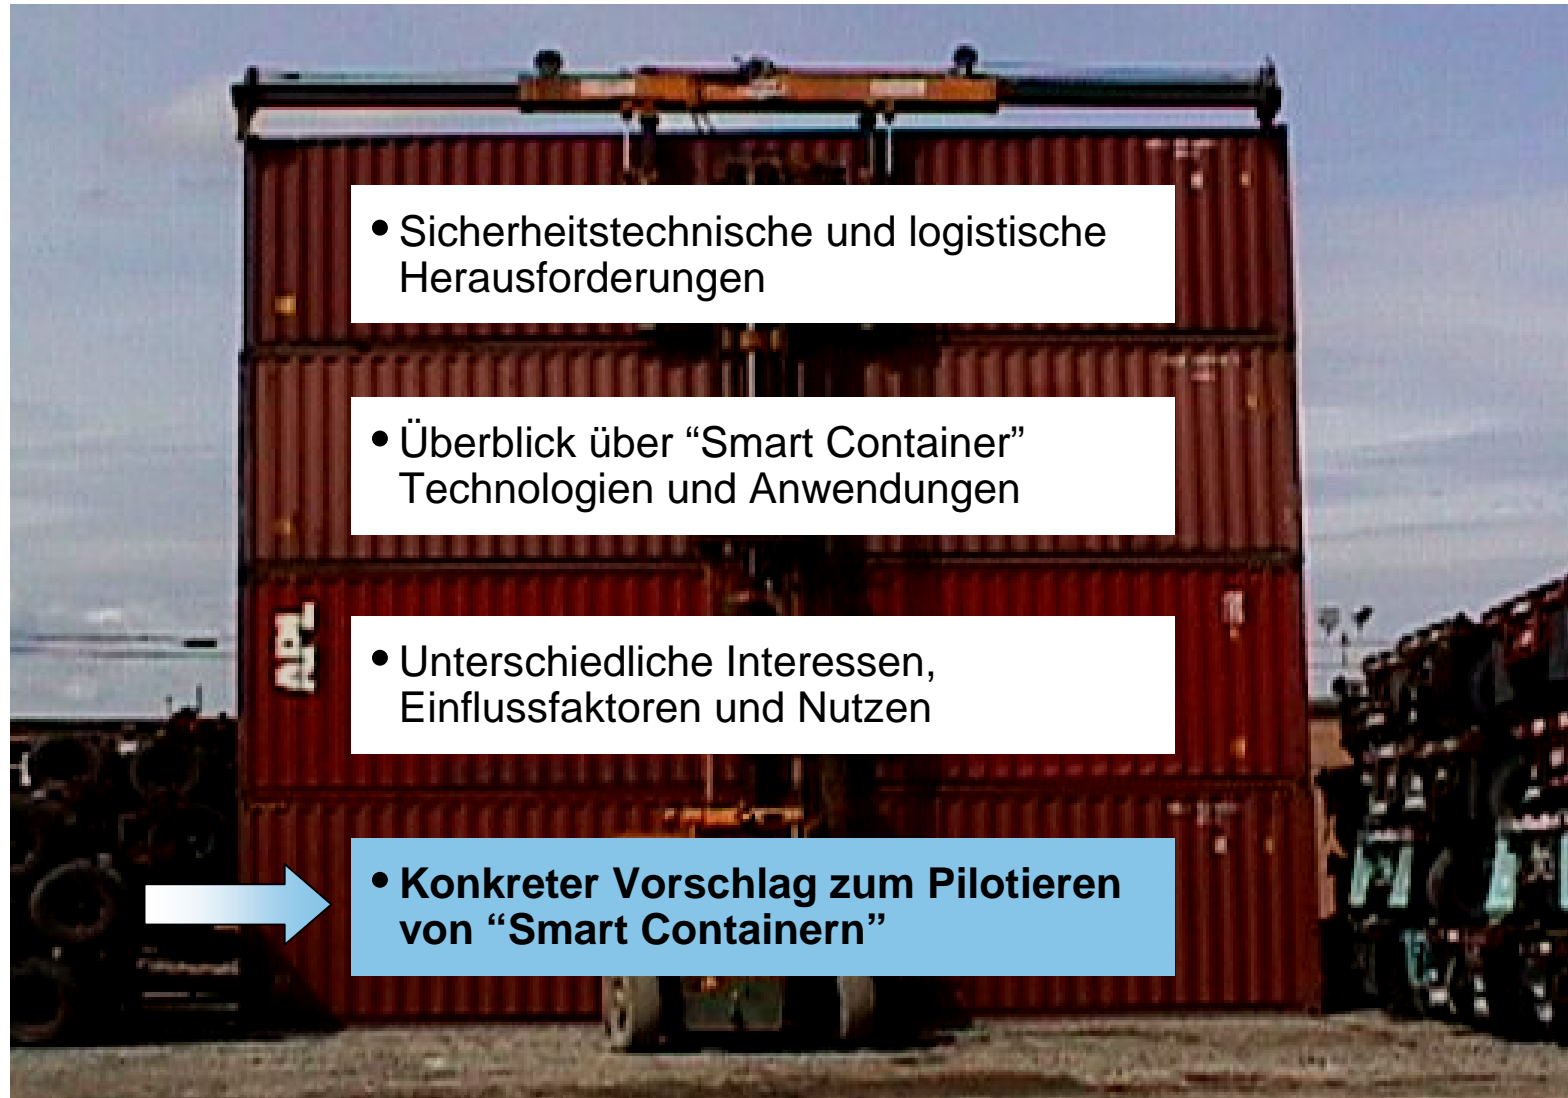 • Sicherheitstechnische und logistische
Herausforderungen
• Überblick über “Smart Container”
Technologien und Anwendungen
APL
• Unterschiedliche Interessen,
Einflussfaktoren und Nutzen
• Konkreter Vorschlag zum Pilotieren
von “Smart Containern”